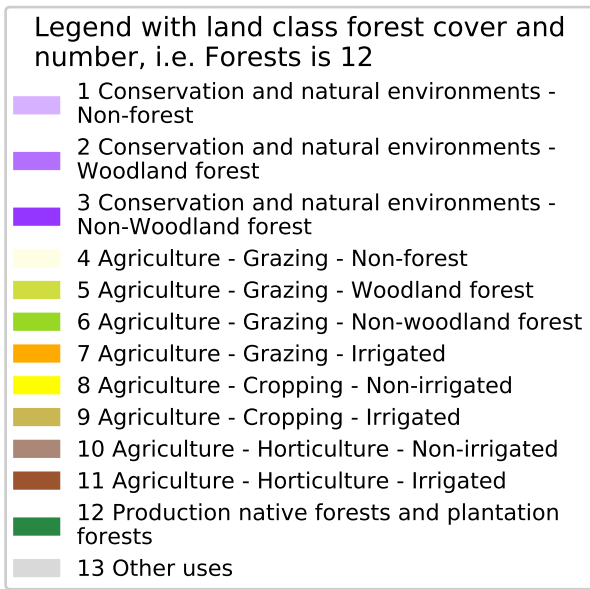 Legend with land class forest cover and
number, i.e. Forests is 12
1 Conservation and natural environments -
Non-forest
2 Conservation and natural environments -
Woodland forest
3 Conservation and natural environments -
Non-Woodland forest
4 Agriculture - Grazing - Non-forest
5 Agriculture - Grazing - Woodland forest
6 Agriculture - Grazing - Non-woodland forest
7 Agriculture - Grazing - Irrigated
8 Agriculture - Cropping - Non-irrigated
9 Agriculture - Cropping - Irrigated
10 Agriculture - Horticulture - Non-irrigated
11 Agriculture - Horticulture - Irrigated
12 Production native forests and plantation
forests
13 Other uses